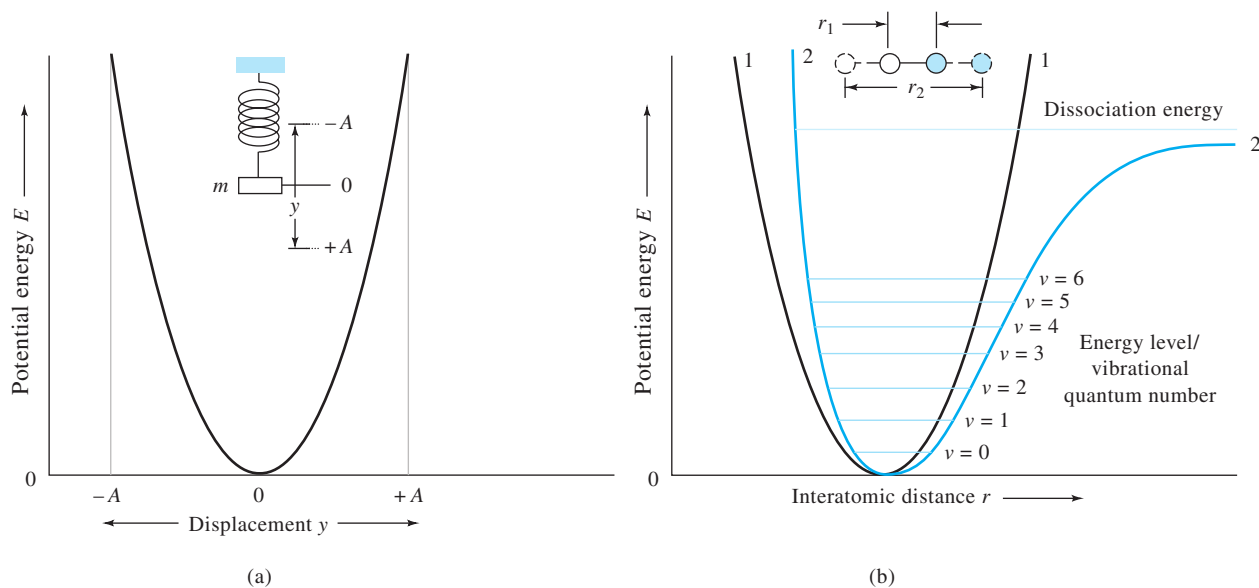 Potential energy E
0
m
−A
0
y
+A
−A
0
+A
Displacement y
(a)
Potential energy E
0
1
2
r1
r2
1
Dissociation energy
2
v = 6
v = 5
v = 4
v = 3
v = 2
v = 1
v = 0
Energy level/
vibrational
quantum number
Interatomic distance r
(b)